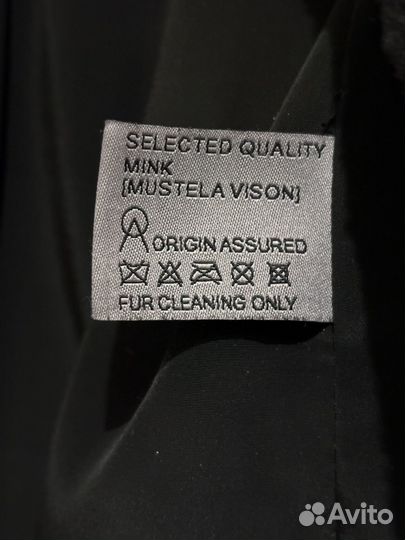 SELECTED QUALITY
MINK
[MUSTELA VISON]
ORIGIN ASSURED
FUR CLEANING ONLY
Avito